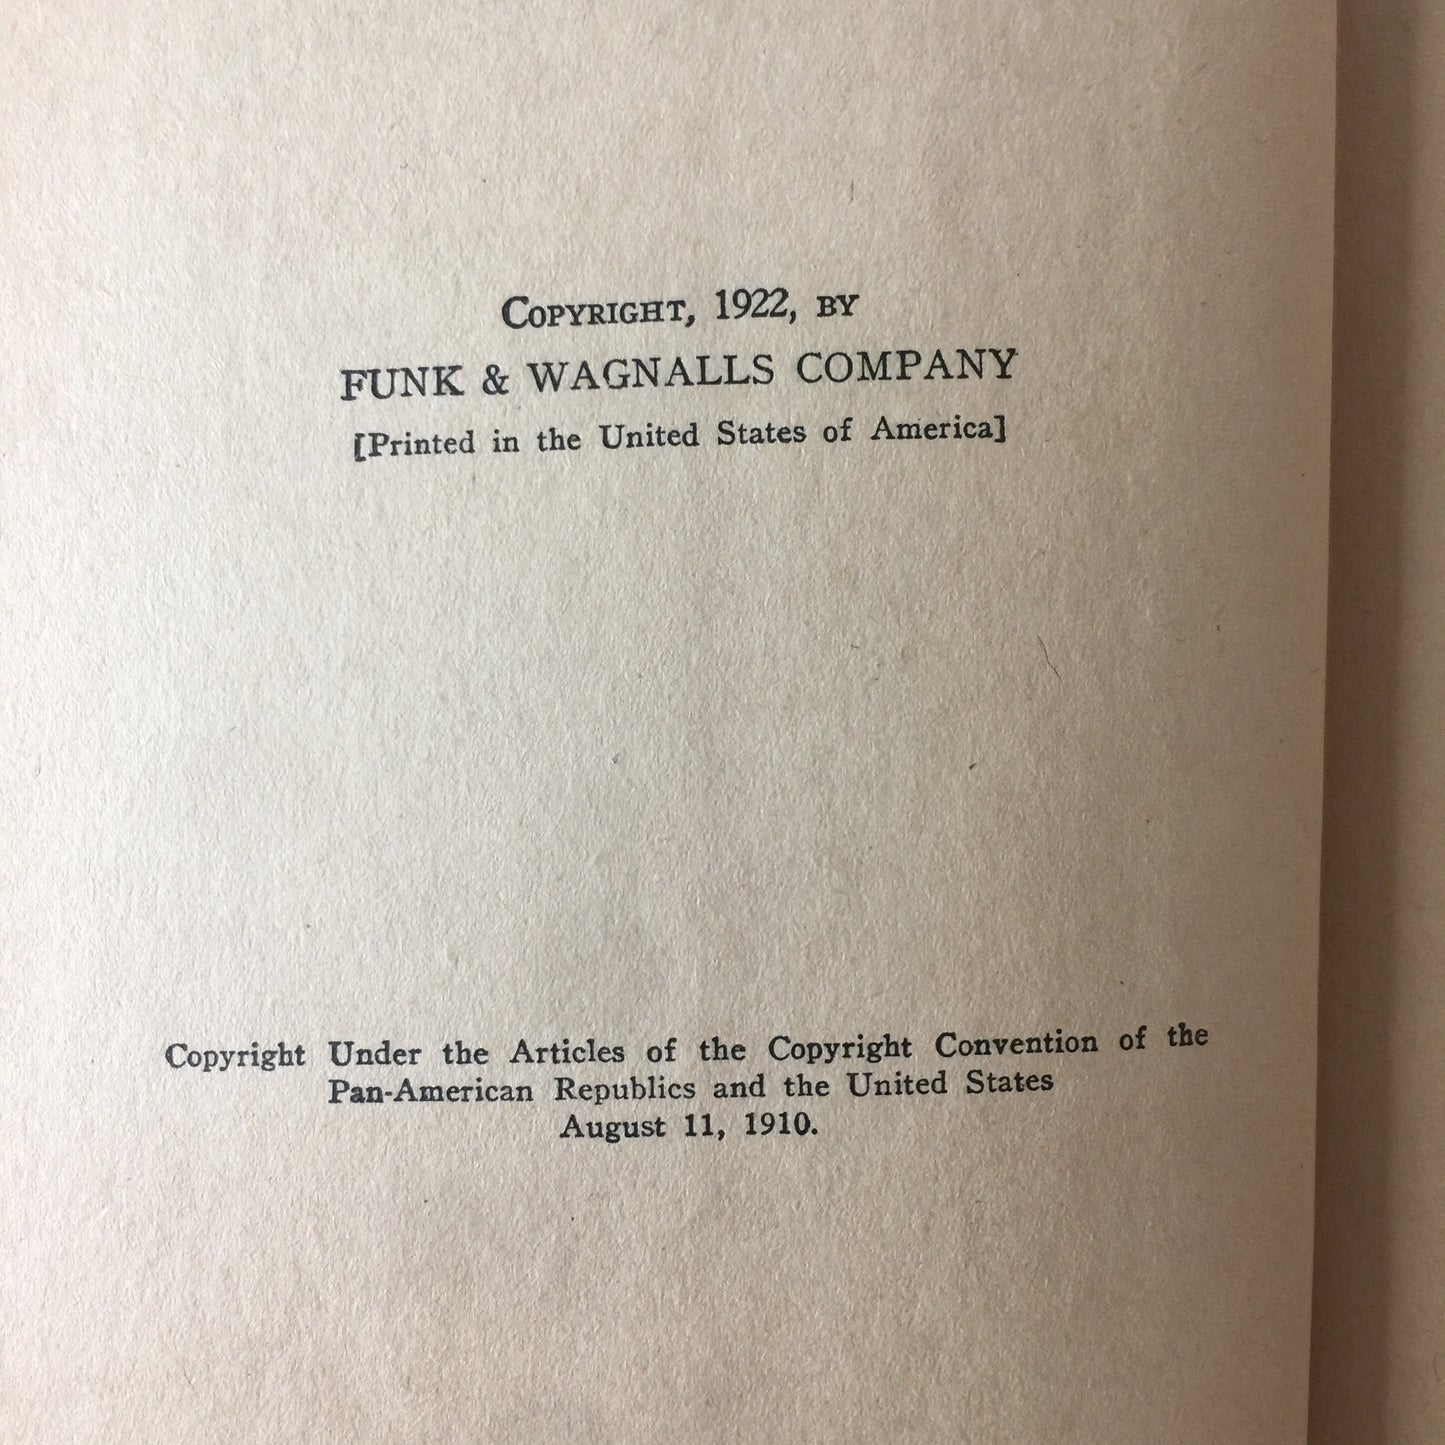 Copyright, 1922, by
FUNK & WAGNALLS COMPANY
[Printed in the United States of America]
Copyright Under the Articles of the Copyright Convention of the
Pan-American Republics and the United States
August 11, 1910.